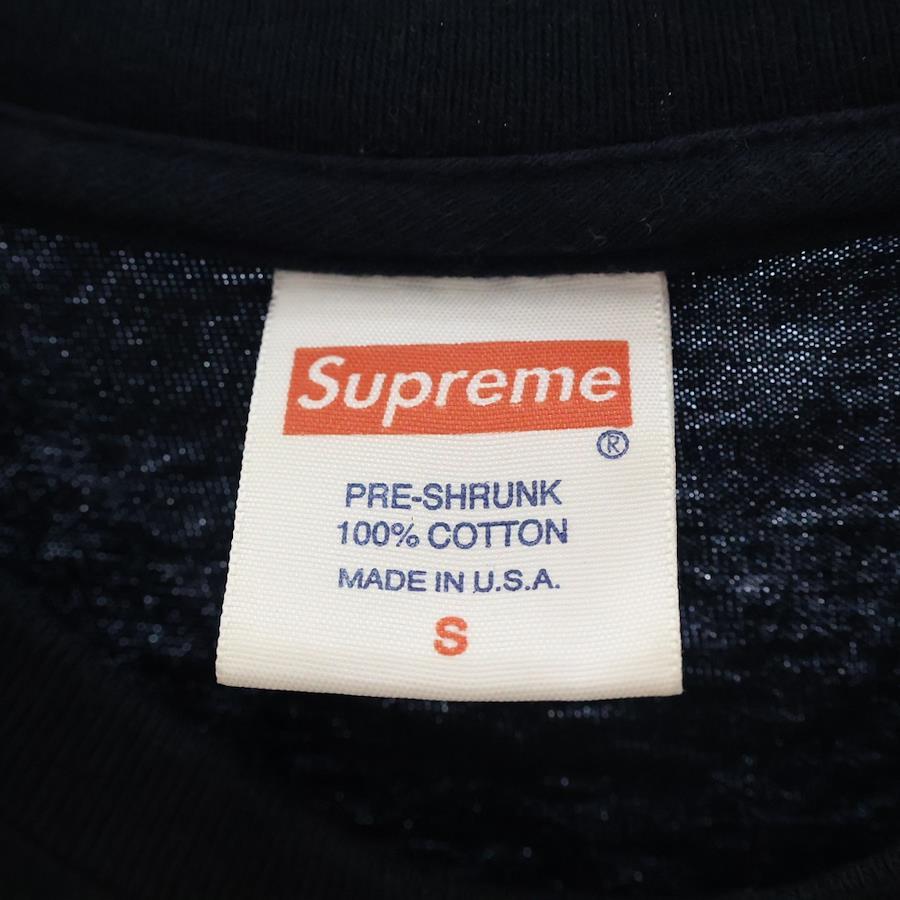 Supreme
®
PRE-SHRUNK
100% COTTON
MADE IN U.S.A.
S